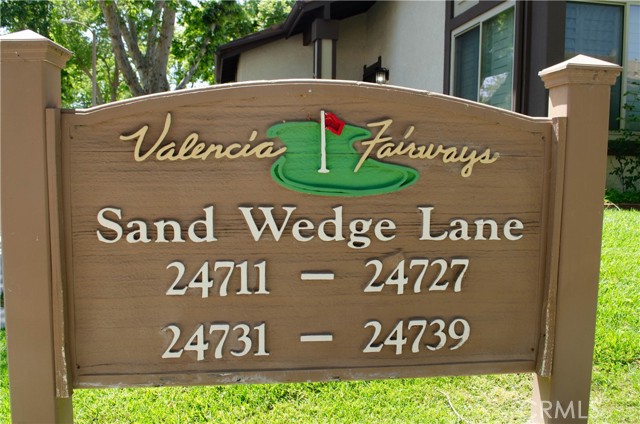 Valencia Fairways
Sand Wedge Lane
24711 – 24727
24731 – 24739
CRMLS